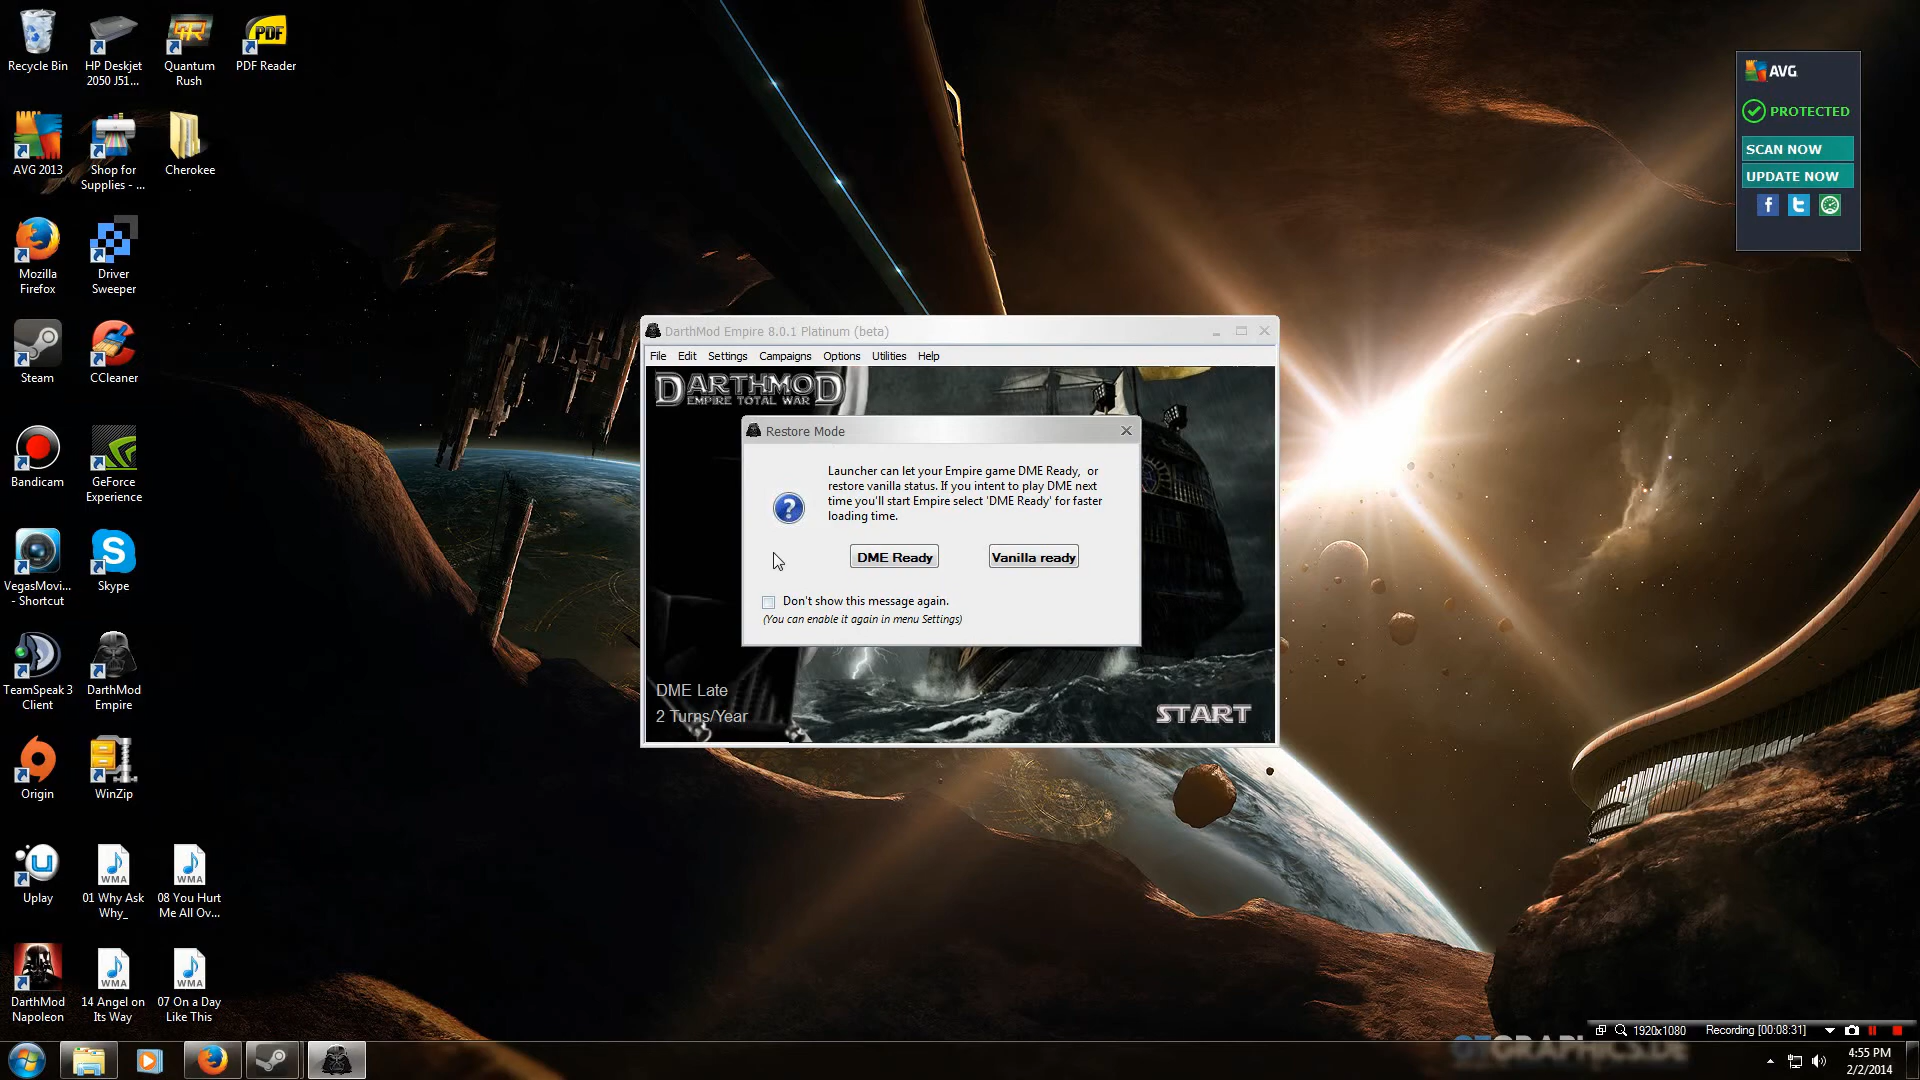 Recycle Bin
HP Deskjet
2050 J51...
Quantum
Rush
PDF
PDF Reader
AVG 2013
Shop for
Supplies - ...
Cherokee
Mozilla
Firefox
Driver
Sweeper
Steam
CCleaner
Bandicam
GeForce
Experience
VegasMovi...
- Shortcut
Skype
TeamSpeak 3
Client
DarthMod
Empire
Origin
WinZip
Uplay
WMA
01 Why Ask
Why_
WMA
08 You Hurt
Me All Ov...
DarthMod
Napoleon
WMA
14 Angel on
Its Way
WMA
07 On a Day
Like This
AVG
PROTECTED
SCAN NOW
UPDATE NOW
DarthMod Empire 8.0.1 Platinum (beta)
File Edit Settings Campaigns Options Utilities Help
DARTHMOD
EMPIRE TOTAL WAR
Restore Mode
Launcher can let your Empire game DME Ready, or
restore vanilla status. If you intent to play DME next
time you'll start Empire select 'DME Ready' for faster
loading time.
DME Ready Vanilla ready
Don't show this message again.
(You can enable it again in menu Settings)
DME Late
2 Turns/Year
START
1920x1080 Recording [00:08:31]
GTGRAPHICS.DE
4:55 PM
2/2/2014